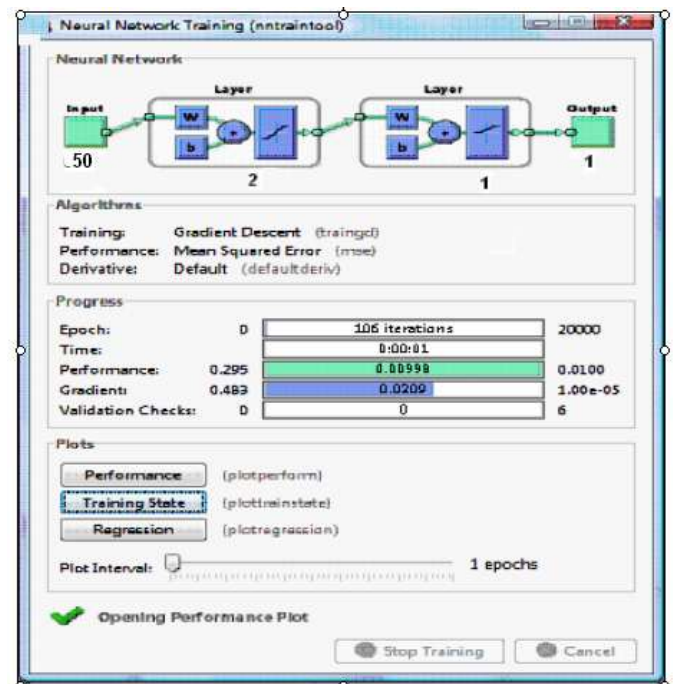 Neural Network Training (nntraintool)
Neural Network
Layer Layer
Input Output
W W
+ +
b b
50 1
2 1
Algorithms
Training: Gradient Descent (traingd)
Performance: Mean Squared Error (mse)
Derivative: Default (defaultderiv)
Progress
Epoch: 0 106 iterations 20000
Time: 0:00:01
Performance: 0.295 0.00998 0.0100
Gradient: 0.483 0.0209 1.00e-05
Validation Checks: 0 0 6
Plots
Performance (plotperform)
Training State (plottrainstate)
Regression (plotregression)
Plot Interval: 1 epochs
Opening Performance Plot
Stop Training Cancel